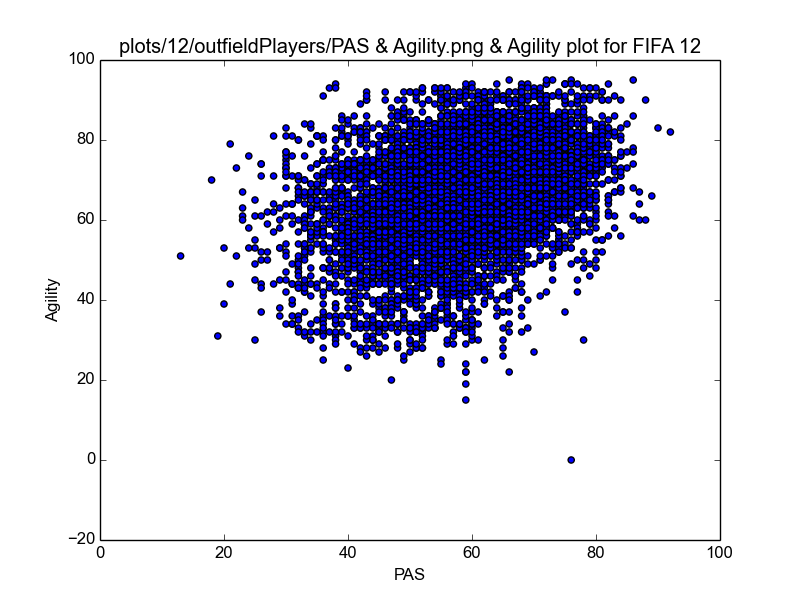 plots/12/outfieldPlayers/PAS & Agility.png & Agility plot for FIFA 12
100
80
60
40
20
0
−20
Agility
0 20 40 60 80 100
PAS